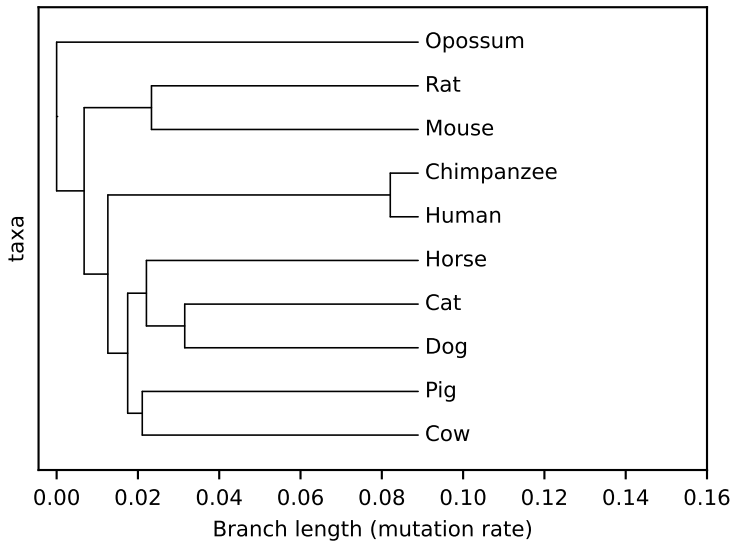 Opossum
Rat
Mouse
Chimpanzee
Human
Horse
Cat
Dog
Pig
Cow
taxa
0.00 0.02 0.04 0.06 0.08 0.10 0.12 0.14 0.16
Branch length (mutation rate)